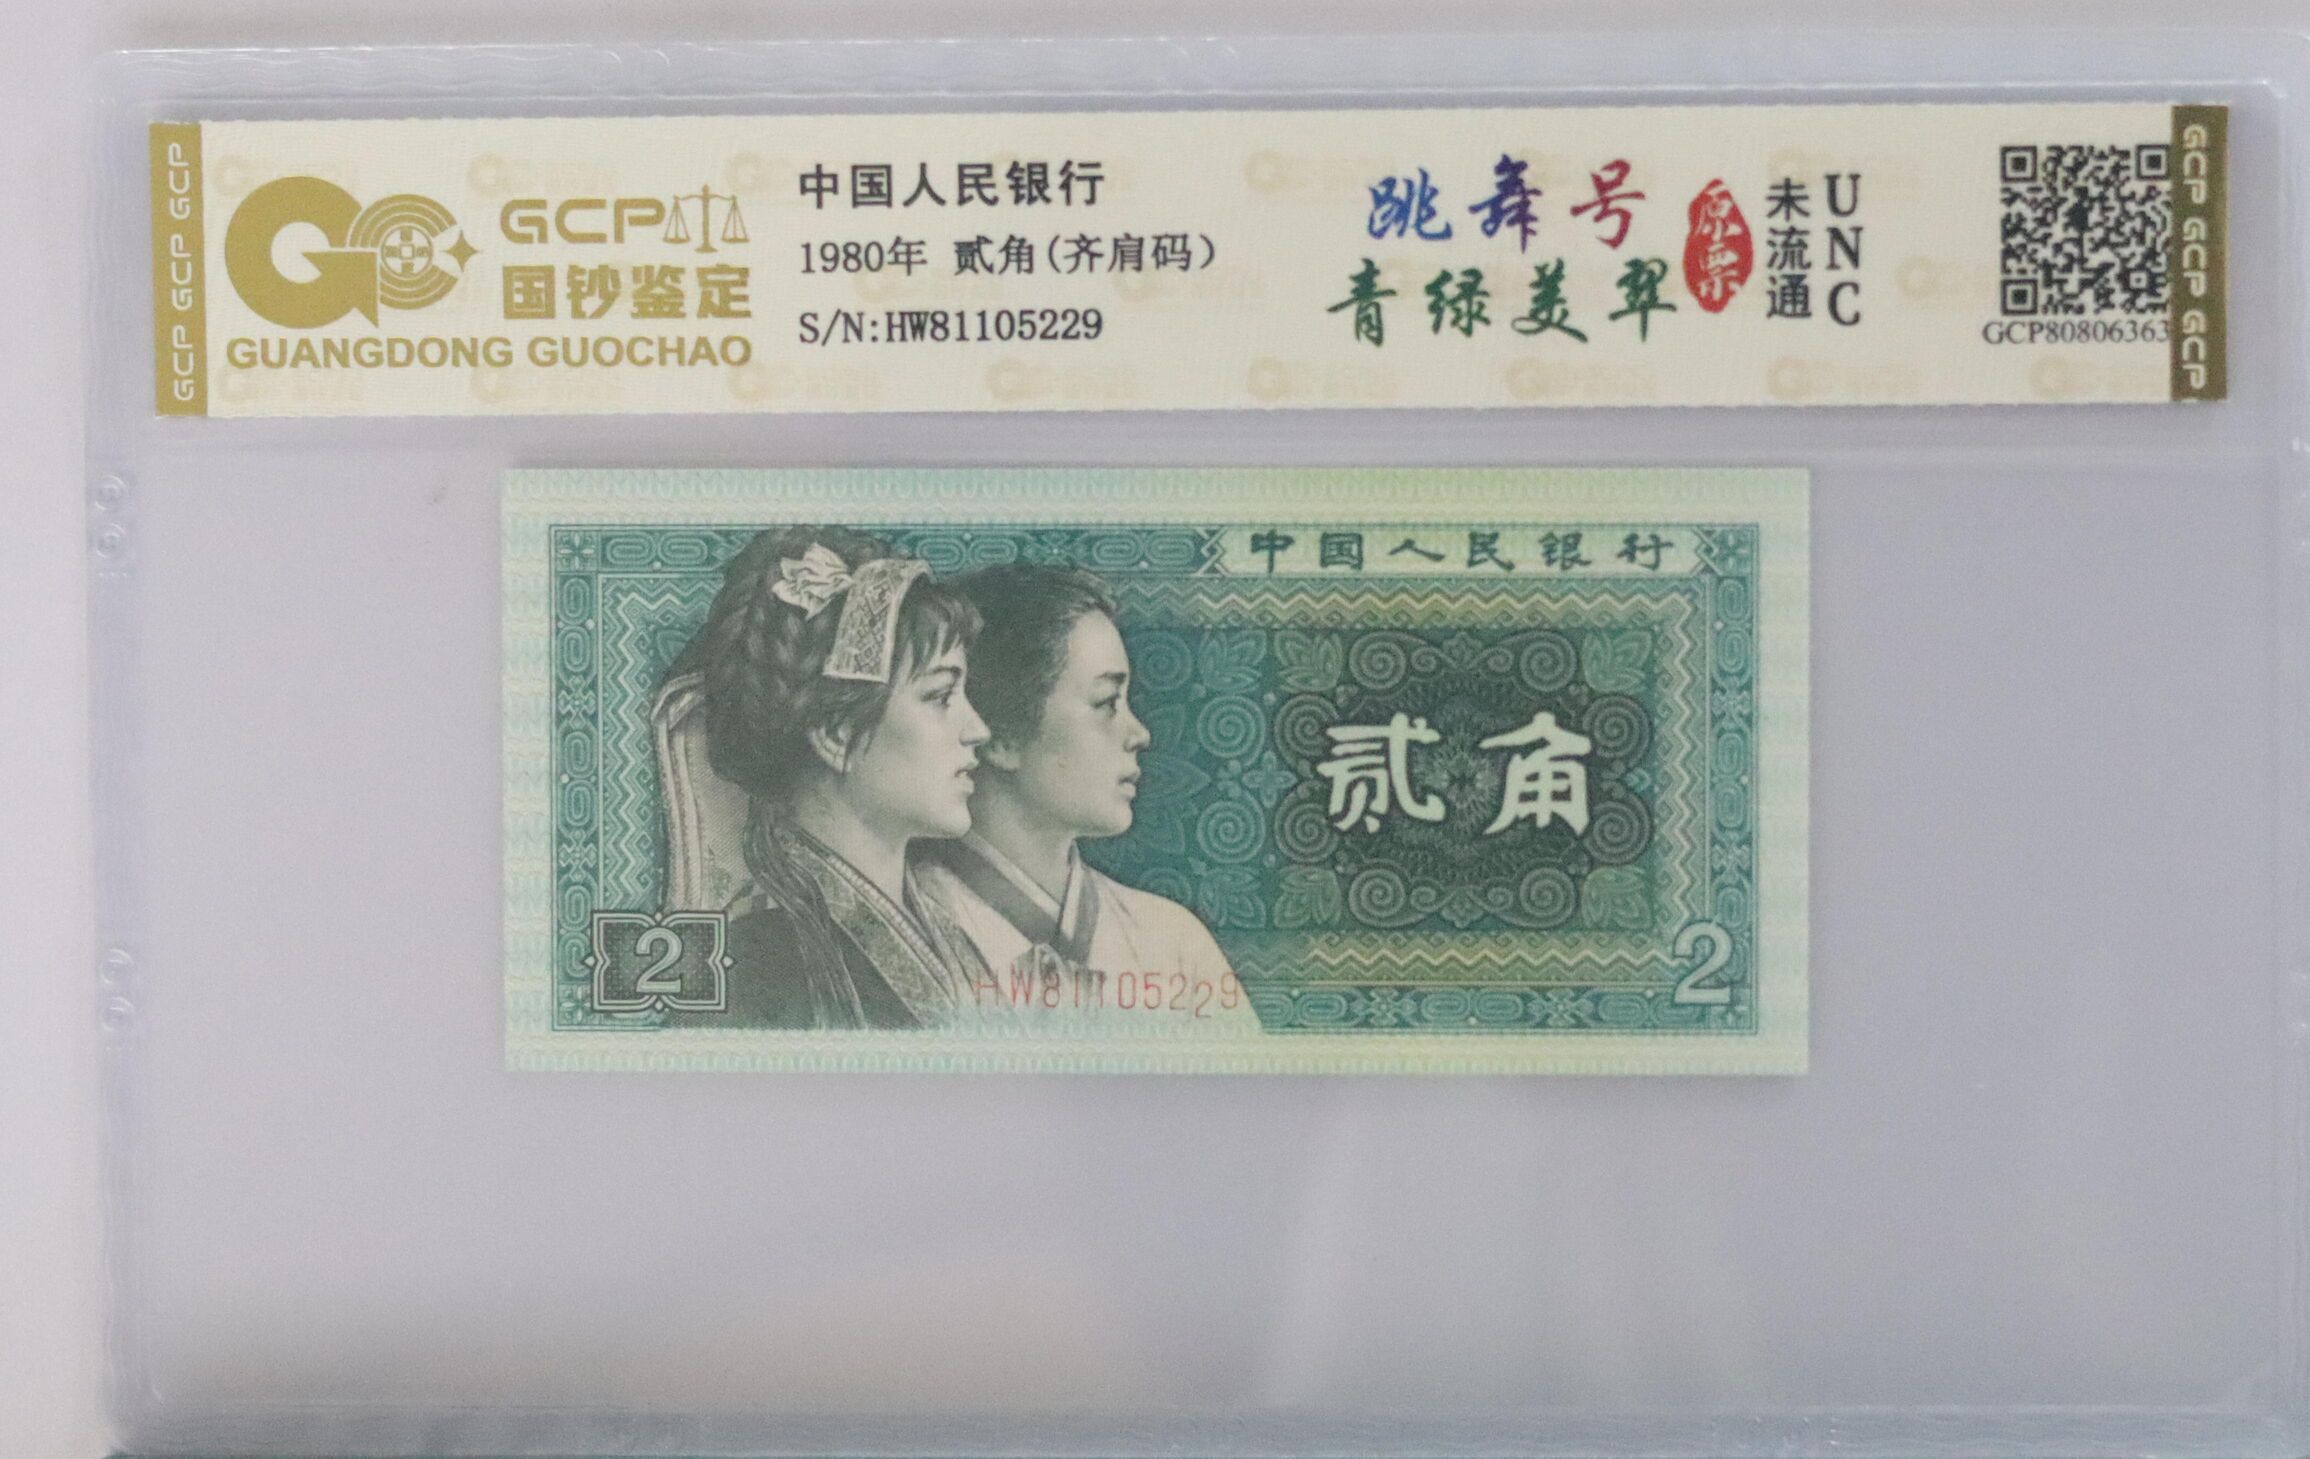 GCP GCP GCP
GCP
国钞鉴定
GUANGDONG GUOCHAO
中国人民银行
1980年 贰角(齐肩码)
S/N:HW81105229
跳舞号
青绿美翠
原票
未流通
UNC
GCP80806363
GCP GCP GCP
中国人民银行
贰角
2
HW81105229
2